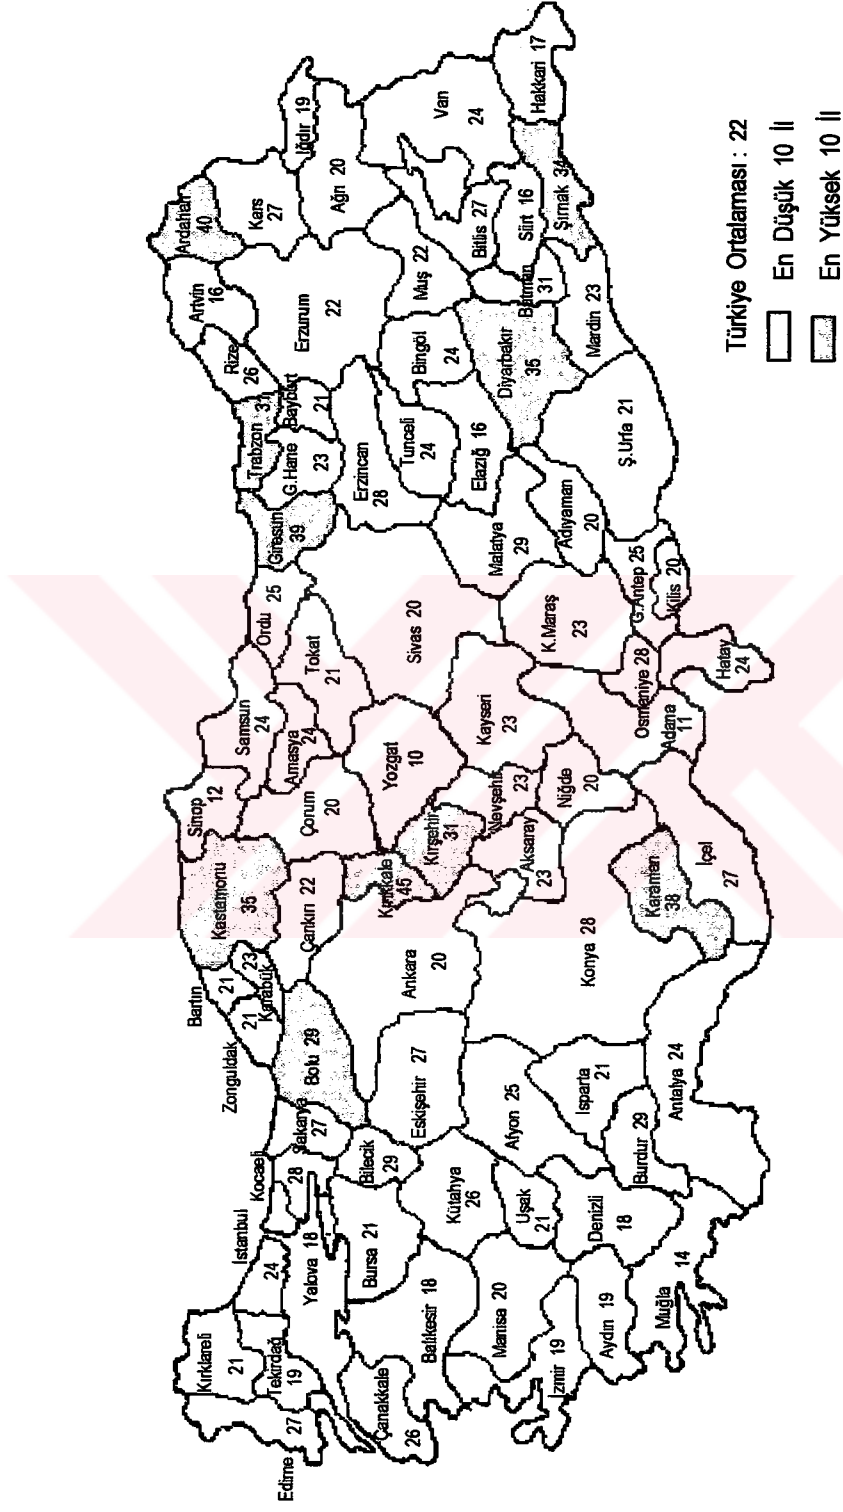 Edirne
27
Kırklareli
21
Tekirdağ
19
İstanbul
24
Yalova 18
Kocaeli
28
Sakarya
27
Çanakkale
26
Balıkesir 18
Bursa
21
Bilecik
29
Bolu 29
Zonguldak
21
Bartın
21
Karabük
23
Kastamonu
35
Sinop
12
Çankırı 22
Çorum
20
Samsun
24
Amasya
24
Ordu
25
Tokat
21
Giresun
39
Trabzon
G.Hane
23
Bayburt
21
Rize
26
Artvin
16
Ardahan
40
Kars
27
Iğdır 19
Ağrı 20
Erzurum
22
Erzincan
28
Tunceli
24
Bingöl
24
Muş 22
Bitlis
27
Van
24
Hakkari 17
Şırnak 34
Siirt 16
Batman
31
Mardin
23
Diyarbakır
35
Elazığ 16
Malatya
29
Adıyaman
20
Ş.Urfa 21
G.Antep 25
Kilis 20
K.Maraş
23
Osmaniye 28
Hatay
24
Adana
11
Sivas 20
Yozgat
10
Kayseri
23
Kırıkkale
45
Kırşehir
31
Nevşehir
23
Niğde
20
Aksaray
23
Ankara
20
Eskişehir
27
Kütahya
26
Uşak
21
Afyon 25
Manisa 20
İzmir 19
Aydın 19
Denizli
18
Muğla
14
Burdur 29
Isparta
21
Antalya 24
Konya 28
Karaman
38
İçel
27
Türkiye Ortalaması : 22
En Düşük 10 İl
En Yüksek 10 İl